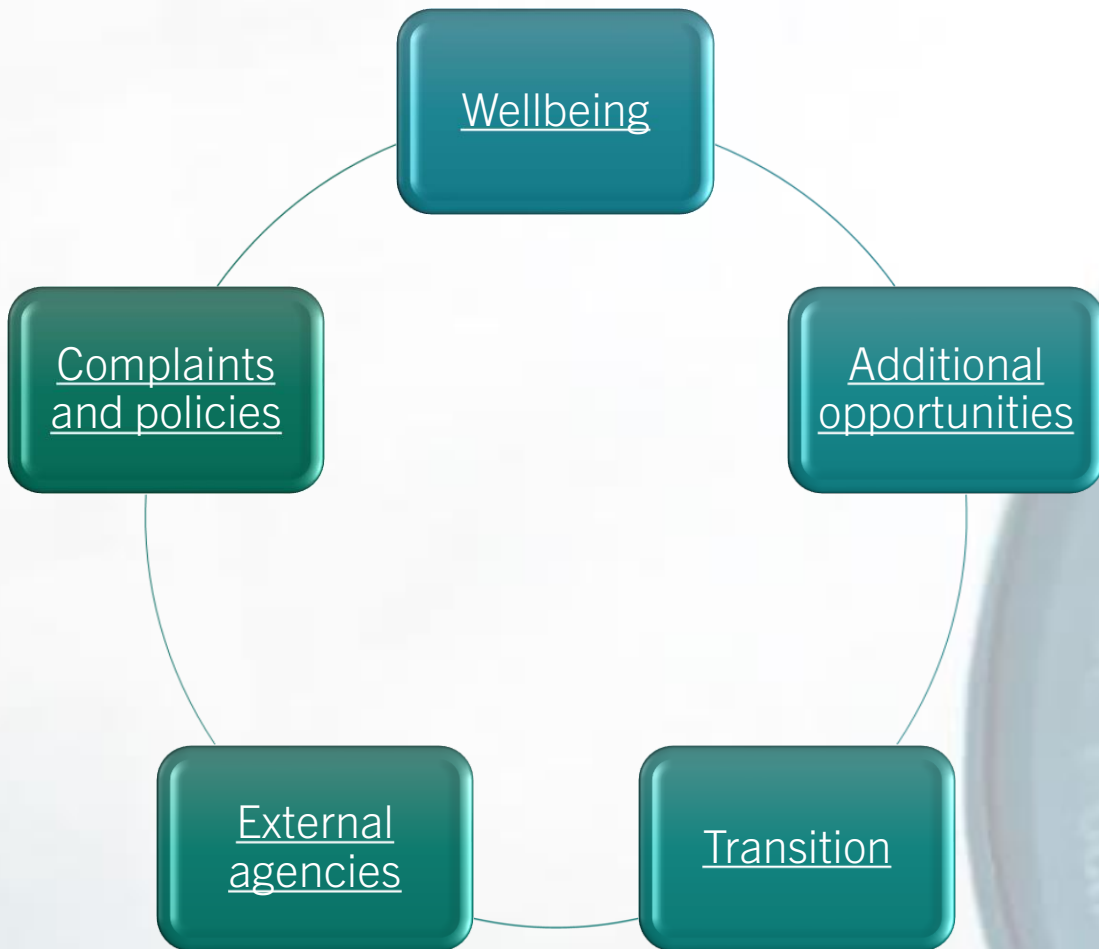 Wellbeing
Additional
opportunities
Transition
External
agencies
Complaints
and policies